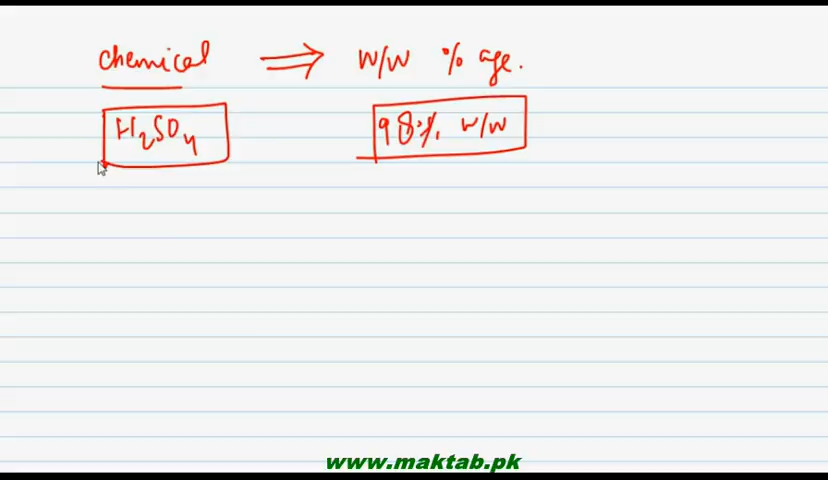 chemical ⇒ W/W % age.
H₂SO₄ 98% W/W
www.maktab.pk